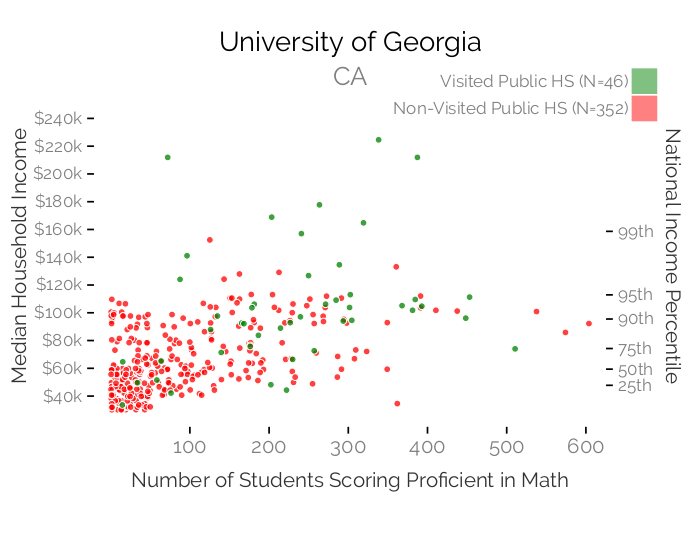 University of Georgia
CA
Visited Public HS (N=46)
Non-Visited Public HS (N=352)
Median Household Income
$240k
$220k
$200k
$180k
$160k
$140k
$120k
$100k
$80k
$60k
$40k
National Income Percentile
99th
95th
90th
75th
50th
25th
100 200 300 400 500 600
Number of Students Scoring Proficient in Math